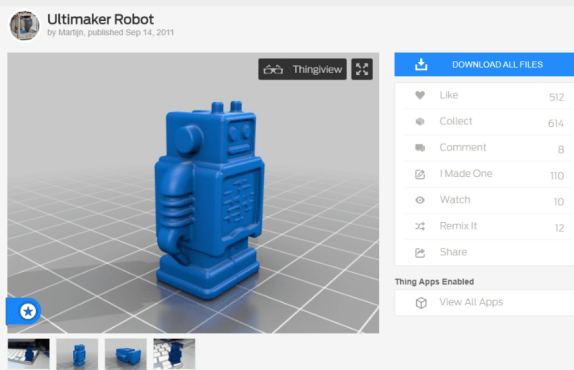 Ultimaker Robot
by Martijn, published Sep 14, 2011
Thingiview
DOWNLOAD ALL FILES
Like 512
Collect 614
Comment 8
I Made One 110
Watch 10
Remix It 12
Share
Thing Apps Enabled
View All Apps